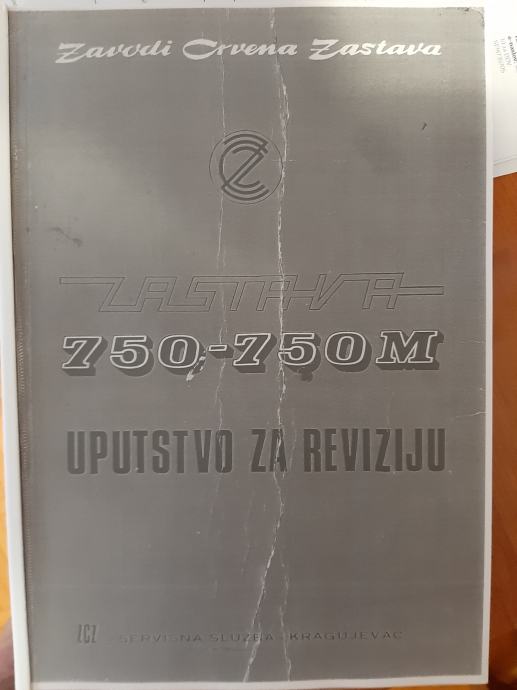 Zavodi Crvena Zastava
ZASTAVA
750-750M
UPUTSTVO ZA REVIZIJU
ZCZ SERVISNA SLUŽBA - KRAGUJEVAC